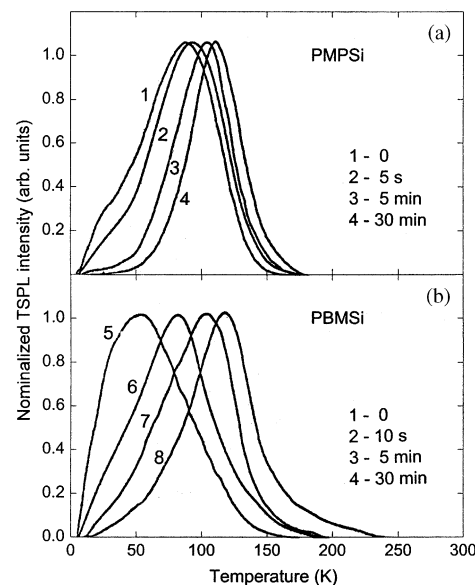 Nominalized TSPL intensity (arb. units)
(a)
PMPSi
1.0
0.8
0.6
0.4
0.2
1
2
3
4
1 - 0
2 - 5 s
3 - 5 min
4 - 30 min
(b)
PBMSi
1.0
0.8
0.6
0.4
0.2
0.0
5
6
7
8
1 - 0
2 - 10 s
3 - 5 min
4 - 30 min
0 50 100 150 200 250 300
Temperature (K)